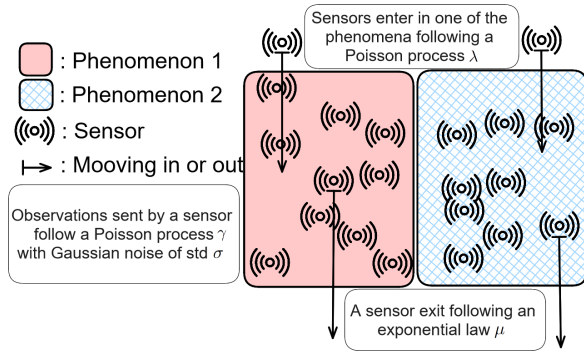 Sensors enter in one of the
phenomena following a
Poisson process λ
: Phenomenon 1
: Phenomenon 2
: Sensor
: Mooving in or out
Observations sent by a sensor
follow a Poisson process γ
with Gaussian noise of std σ
A sensor exit following an
exponential law μ